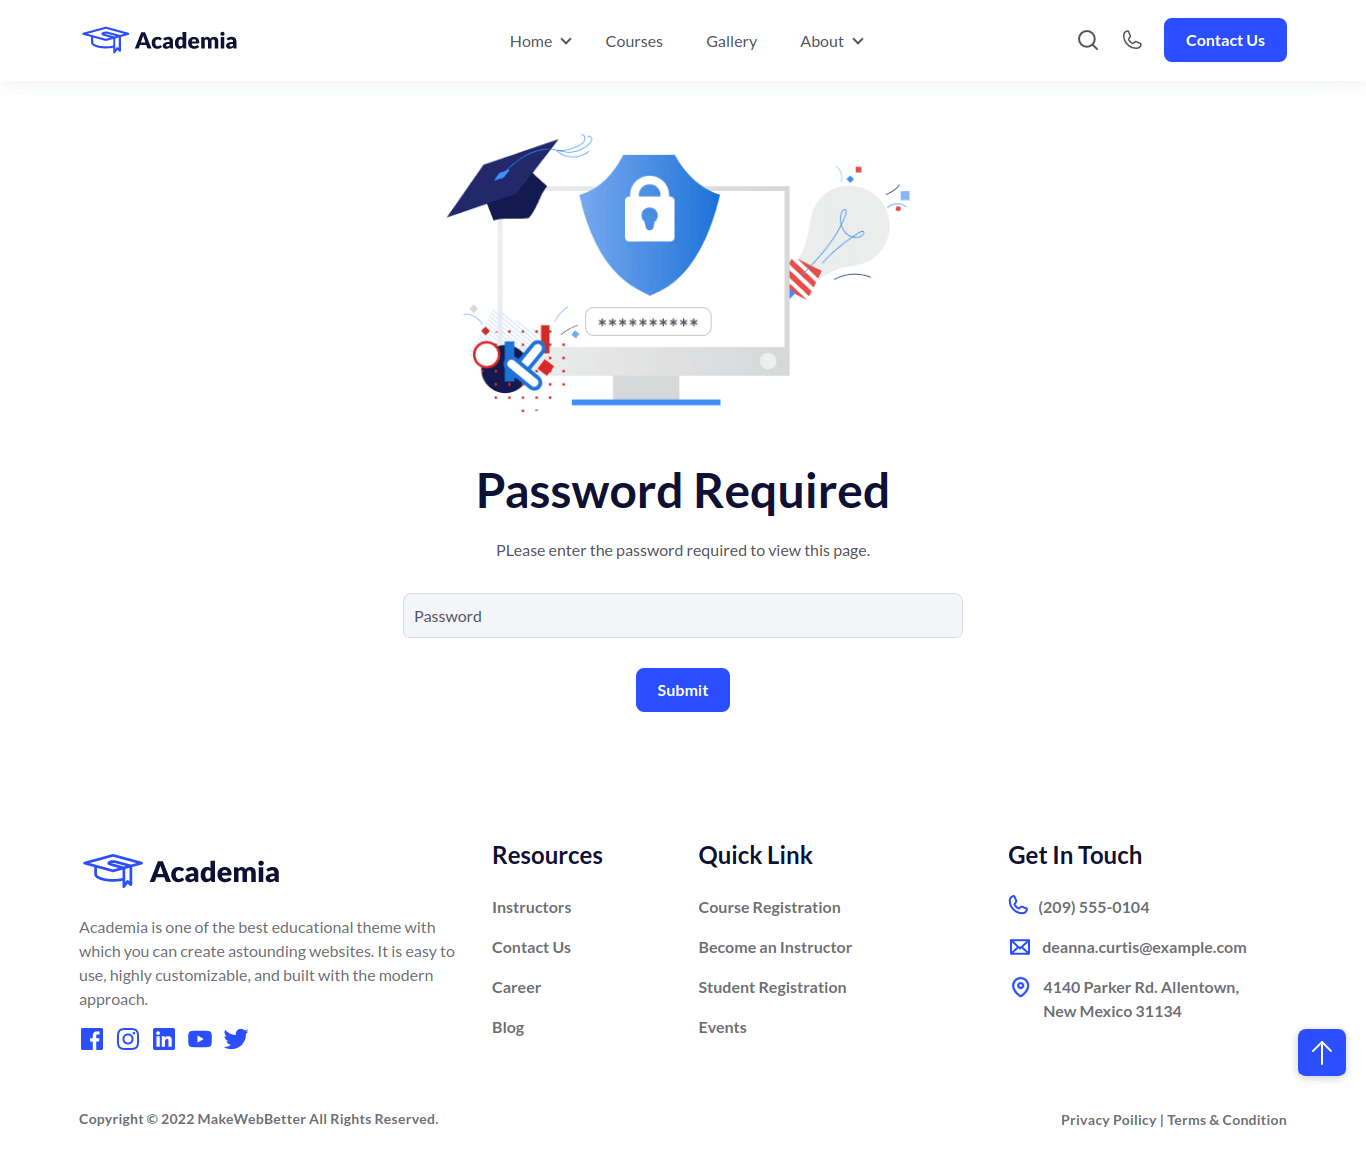 Academia
Home Courses Gallery About
Contact Us
**********
Password Required
PLease enter the password required to view this page.
Password
Submit
Academia
Academia is one of the best educational theme with
which you can create astounding websites. It is easy to
use, highly customizable, and built with the modern
approach.
Resources
Instructors
Contact Us
Career
Blog
Quick Link
Course Registration
Become an Instructor
Student Registration
Events
Get In Touch
(209) 555-0104
deanna.curtis@example.com
4140 Parker Rd. Allentown,
New Mexico 31134
Copyright © 2022 MakeWebBetter All Rights Reserved.
Privacy Poilicy | Terms & Condition